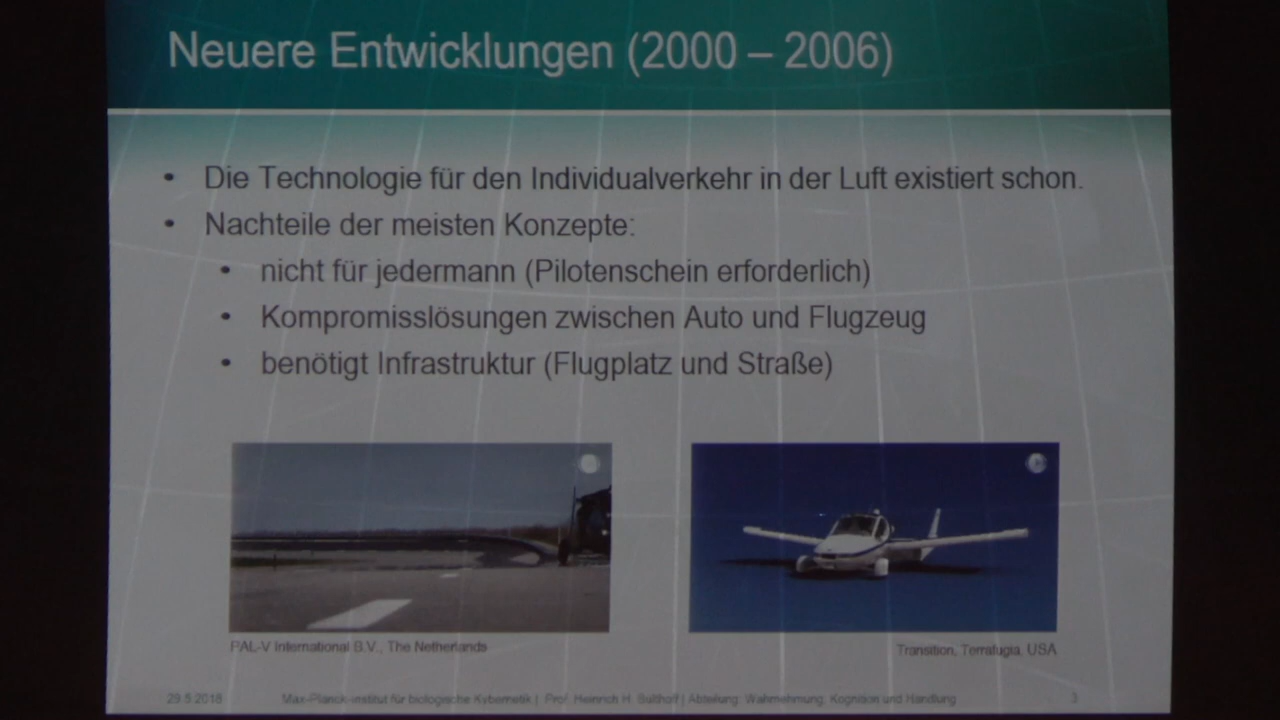 Neuere Entwicklungen (2000 – 2006)
• Die Technologie für den Individualverkehr in der Luft existiert schon.
• Nachteile der meisten Konzepte:
• nicht für jedermann (Pilotenschein erforderlich)
• Kompromisslösungen zwischen Auto und Flugzeug
• benötigt Infrastruktur (Flugplatz und Straße)
PAL-V International B.V., The Netherlands
Transition, Terrafugia, USA
29.5.2018 Max-Planck-Institut für biologische Kybernetik | Prof. Heinrich H. Bülthoff | Abteilung: Wahrnehmung, Kognition und Handlung 3